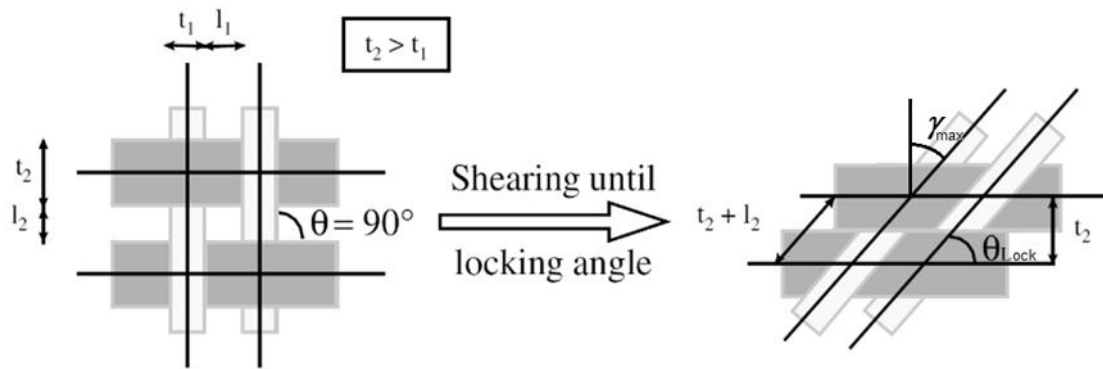 t₁ l₁
t₂ > t₁
t₂
l₂
θ = 90°
Shearing until
locking angle
γmax
t₂ + l₂
t₂
θLock